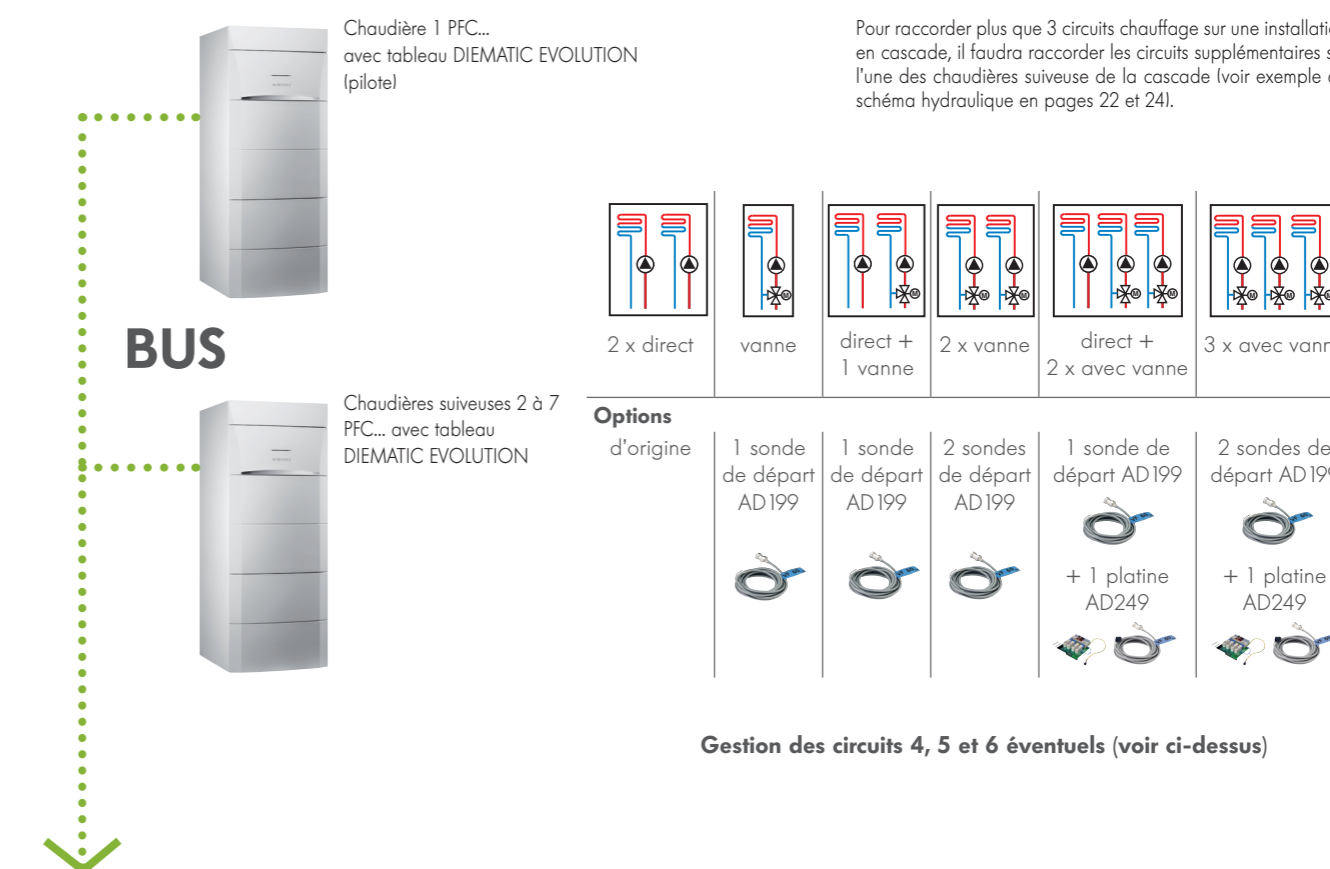 Chaudière 1 PFC...
avec tableau DIEMATIC EVOLUTION
(pilote)
Pour raccorder plus que 3 circuits chauffage sur une installatio
en cascade, il faudra raccorder les circuits supplémentaires s
l'une des chaudières suiveuse de la cascade (voir exemple d
schéma hydraulique en pages 22 et 24).
BUS
2 x direct
vanne
direct +
1 vanne
2 x vanne
direct +
2 x avec vanne
3 x avec vann
Chaudières suiveuses 2 à 7
PFC... avec tableau
DIEMATIC EVOLUTION
Options
d'origine
1 sonde
de départ
AD199
1 sonde
de départ
AD199
2 sondes
de départ
AD199
1 sonde de
départ AD199
+ 1 platine
AD249
2 sondes de
départ AD199
+ 1 platine
AD249
Gestion des circuits 4, 5 et 6 éventuels (voir ci-dessus)